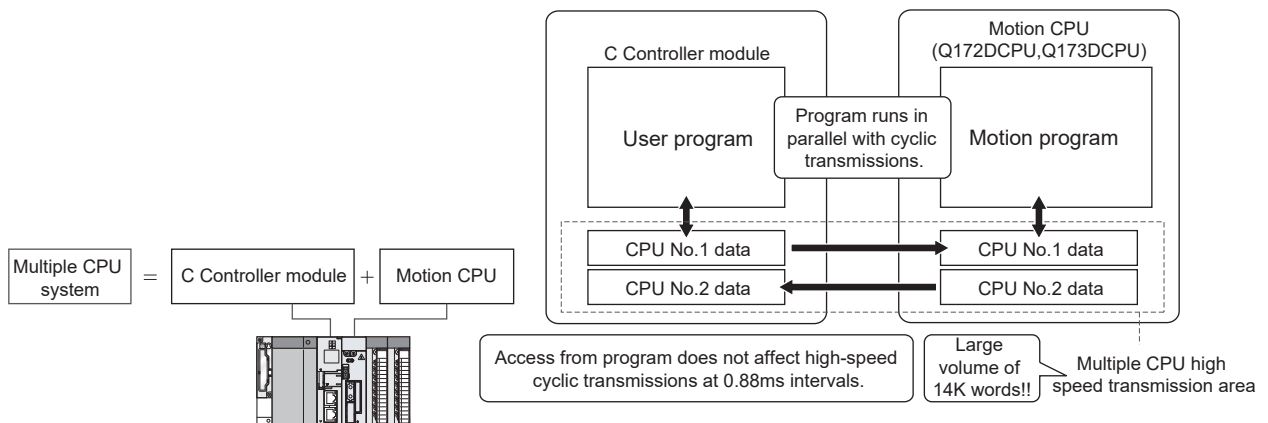 Multiple CPU
system
=
C Controller module
+
Motion CPU
C Controller module
User program
CPU No.1 data
CPU No.2 data
Program runs in
parallel with cyclic
transmissions.
Motion CPU
(Q172DCPU,Q173DCPU)
Motion program
CPU No.1 data
CPU No.2 data
Access from program does not affect high-speed
cyclic transmissions at 0.88ms intervals.
Large
volume of
14K words!!
Multiple CPU high
speed transmission area